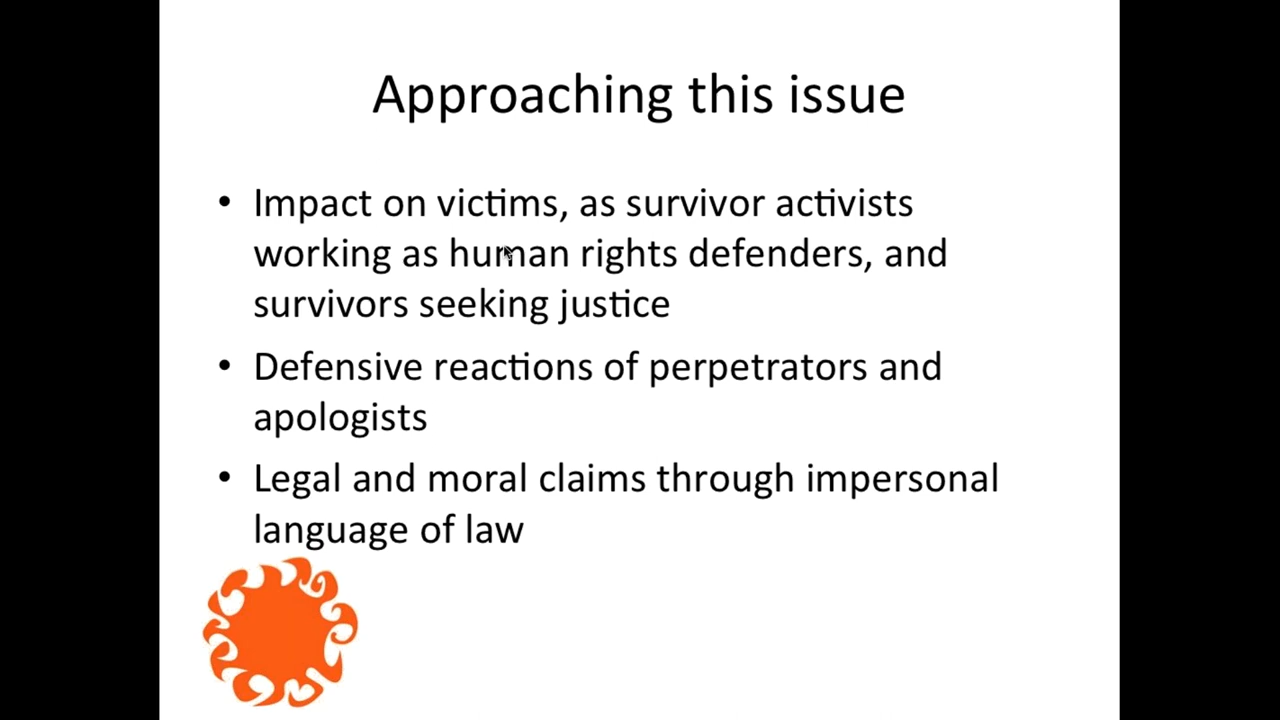 Approaching this issue
• Impact on victims, as survivor activists
working as human rights defenders, and
survivors seeking justice
• Defensive reactions of perpetrators and
apologists
• Legal and moral claims through impersonal
language of law